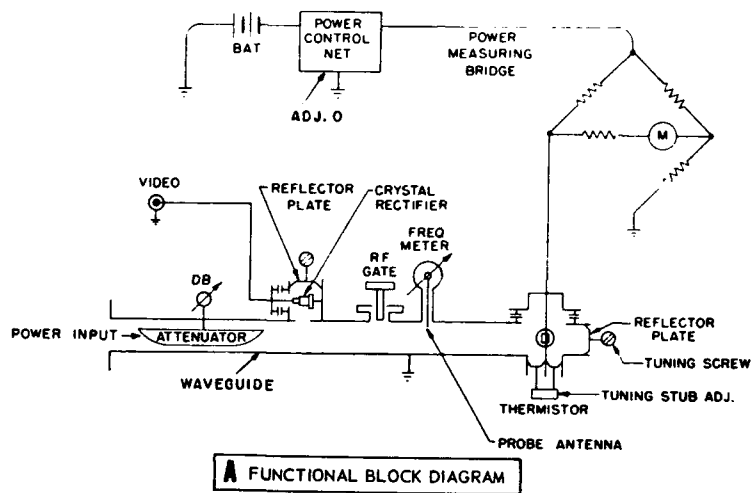 POWER
CONTROL
NET
BAT
POWER
MEASURING
BRIDGE
ADJ. O
M
VIDEO
REFLECTOR
PLATE
CRYSTAL
RECTIFIER
FREQ
METER
RF
GATE
DB
POWER INPUT
ATTENUATOR
REFLECTOR
PLATE
TUNING SCREW
WAVEGUIDE
TUNING STUB ADJ.
THERMISTOR
PROBE ANTENNA
A FUNCTIONAL BLOCK DIAGRAM